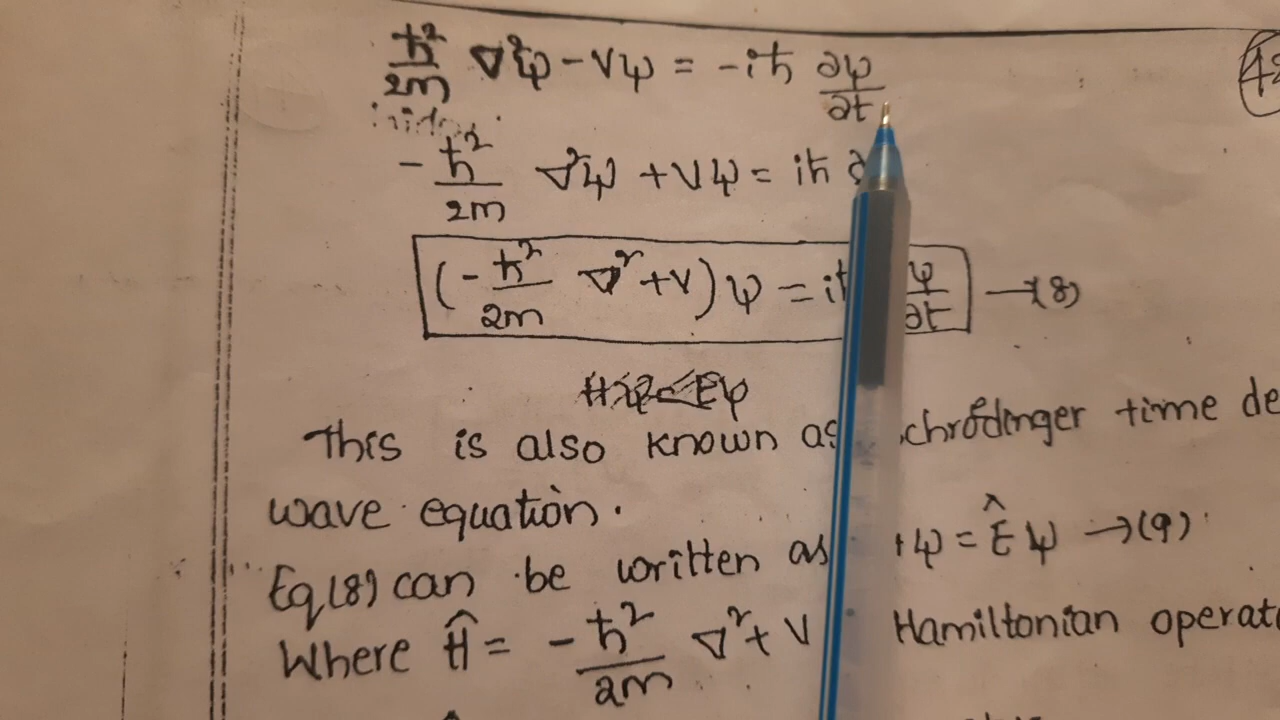 ħ²/2m ∇²ψ - Vψ = -iħ ∂ψ/∂t
-ħ²/2m ∇²ψ + Vψ = iħ
(-ħ²/2m ∇² + V) ψ = i ψ/∂t →(8)
This is also known as chrödinger time de
wave equation.
Eq(8) can be written as ψ = Êψ →(9)
Where Ĥ = -ħ²/2m ∇² + V Hamiltonian operat